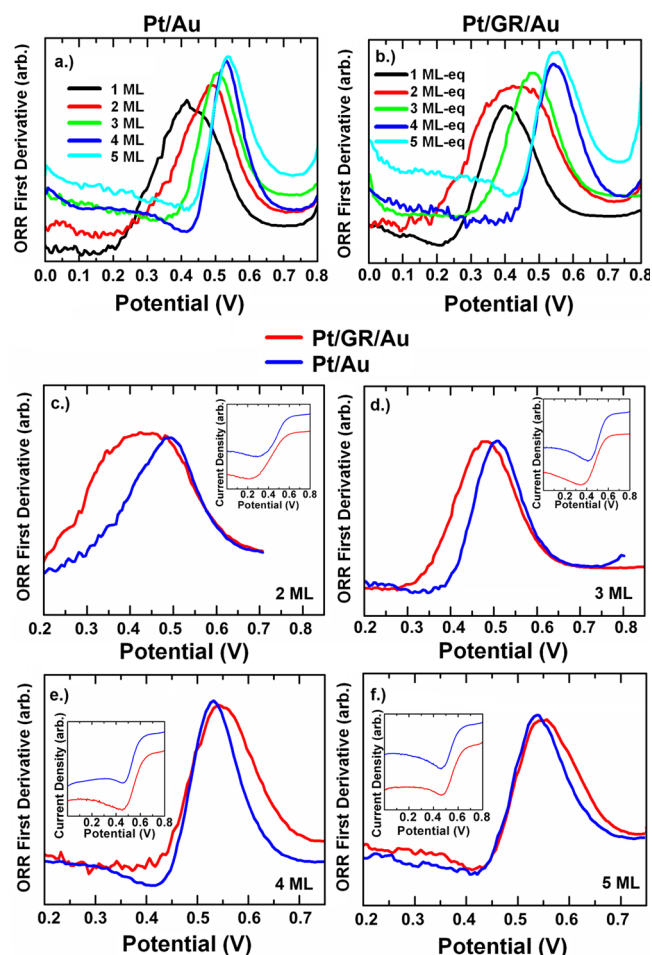 Pt/Au
Pt/GR/Au
a.)
1 ML
2 ML
3 ML
4 ML
5 ML
ORR First Derivative (arb.)
0.0 0.1 0.2 0.3 0.4 0.5 0.6 0.7 0.8
Potential (V)
b.)
1 ML-eq
2 ML-eq
3 ML-eq
4 ML-eq
5 ML-eq
ORR First Derivative (arb.)
0.0 0.1 0.2 0.3 0.4 0.5 0.6 0.7 0.8
Potential (V)
Pt/GR/Au
Pt/Au
c.)
Current Density (arb.)
0.2 0.4 0.6 0.8
Potential (V)
2 ML
ORR First Derivative (arb.)
0.2 0.3 0.4 0.5 0.6 0.7 0.8
Potential (V)
d.)
Current Density (arb.)
0.2 0.4 0.6 0.8
Potential (V)
3 ML
ORR First Derivative (arb.)
0.2 0.3 0.4 0.5 0.6 0.7 0.8
Potential (V)
e.)
Current Density (arb.)
0.2 0.4 0.6 0.8
Potential (V)
4 ML
ORR First Derivative (arb.)
0.2 0.3 0.4 0.5 0.6 0.7
Potential (V)
f.)
Current Density (arb.)
0.2 0.4 0.6 0.8
Potential (V)
5 ML
ORR First Derivative (arb.)
0.2 0.3 0.4 0.5 0.6 0.7
Potential (V)